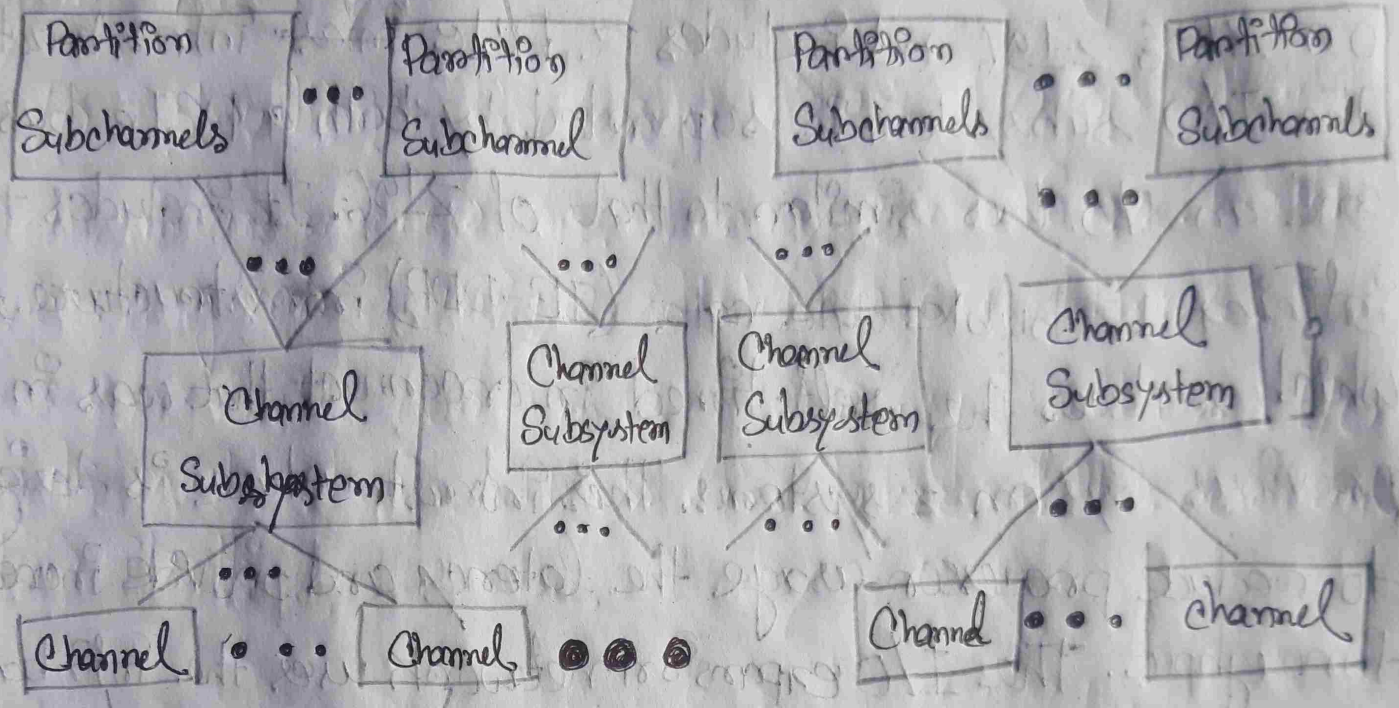 Partition
Subchannels
Partition
Subchannel
Partition
Subchannels
Partition
Subchannls
Channel
Subsystem
Channel
Subsystem
Channel
Subsystem
Channel
Subsystem
Channel
Channel
Channel
Channel